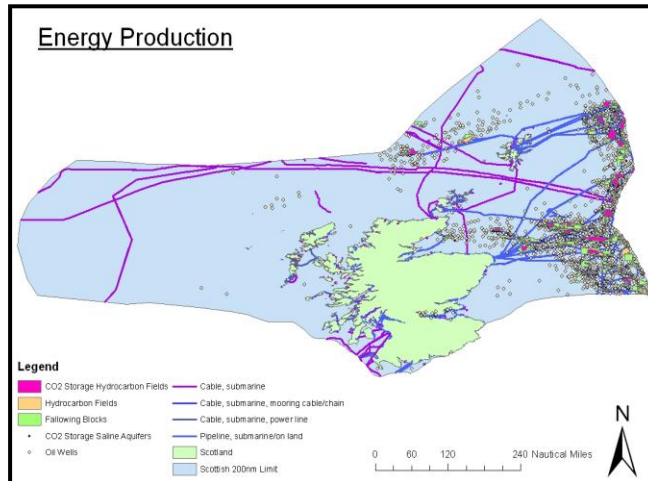 Energy Production
Legend
CO2 Storage Hydrocarbon Fields
Hydrocarbon Fields
Fallowing Blocks
CO2 Storage Saline Aquifers
Oil Wells
Cable, submarine
Cable, submarine, mooring cable/chain
Cable, submarine, power line
Pipeline, submarine/on land
Scotland
Scottish 200nm Limit
0 30 60 120 180 240 Nautical Miles
N